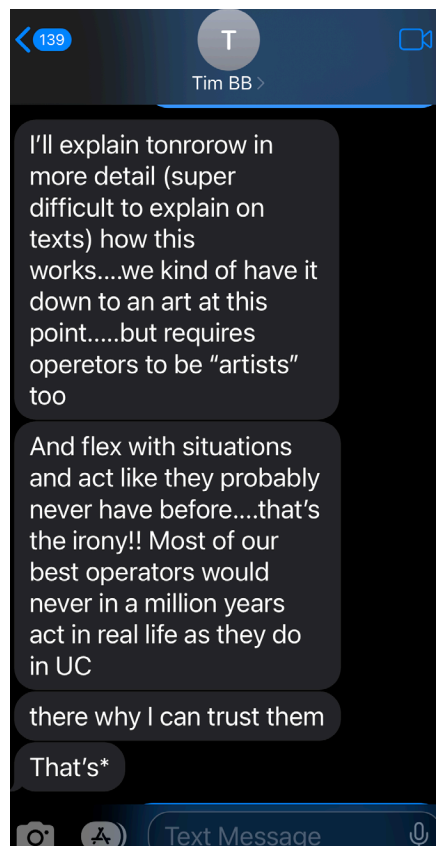 139
T
Tim BB
I’ll explain tonrorow in
more detail (super
difficult to explain on
texts) how this
works....we kind of have it
down to an art at this
point.....but requires
operetors to be “artists”
too
And flex with situations
and act like they probably
never have before....that’s
the irony!! Most of our
best operators would
never in a million years
act in real life as they do
in UC
there why I can trust them
That’s*
Text Message